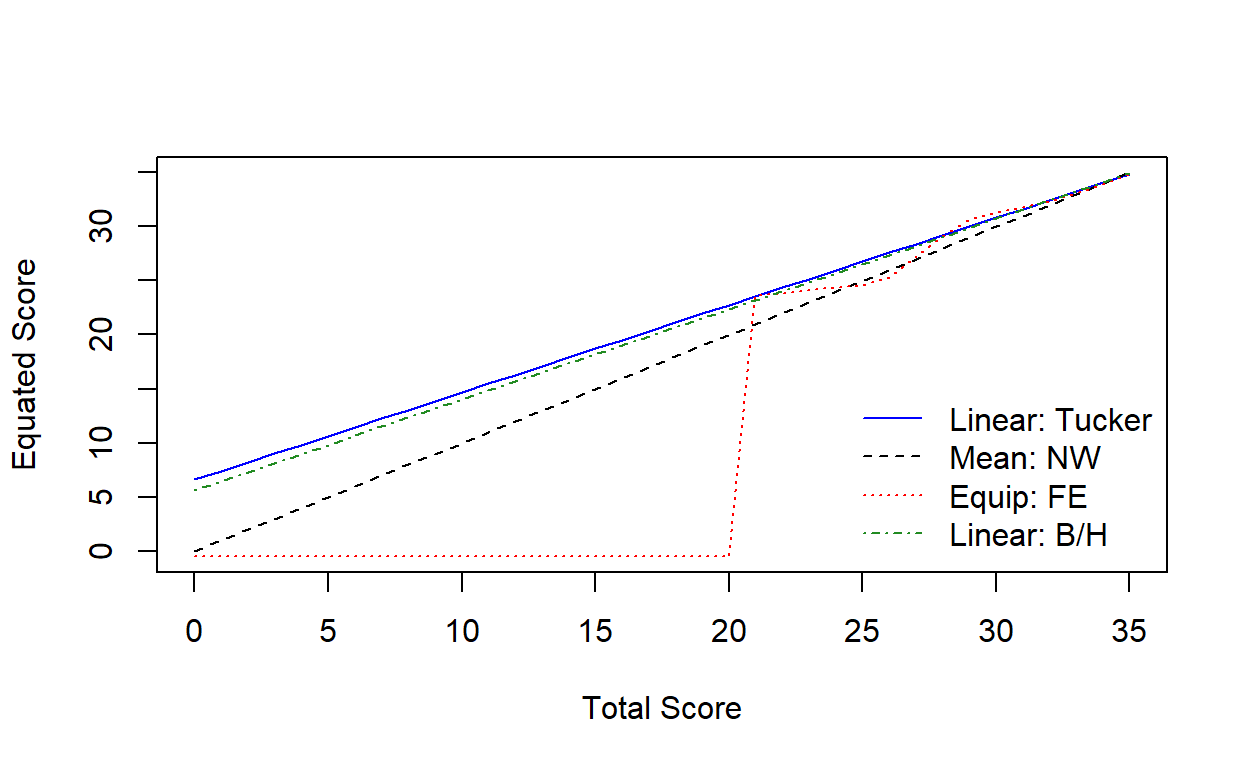 Equated Score
30
20
10
5
0
Linear: Tucker
Mean: NW
Equip: FE
Linear: B/H
0 5 10 15 20 25 30 35
Total Score